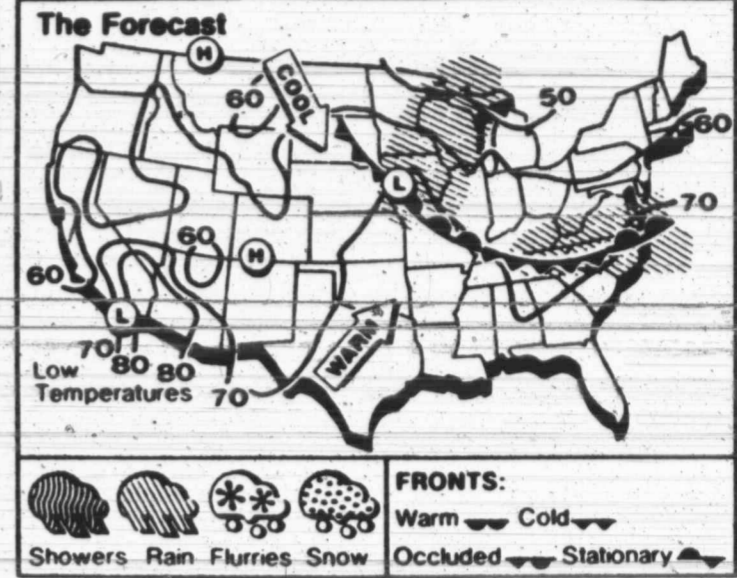 The Forecast
H
COOL
60
50
60
L
70
60
H
60
L
WARM
70 80 80
70
Low
Temperatures
Showers Rain Flurries Snow
FRONTS:
Warm Cold
Occluded Stationary